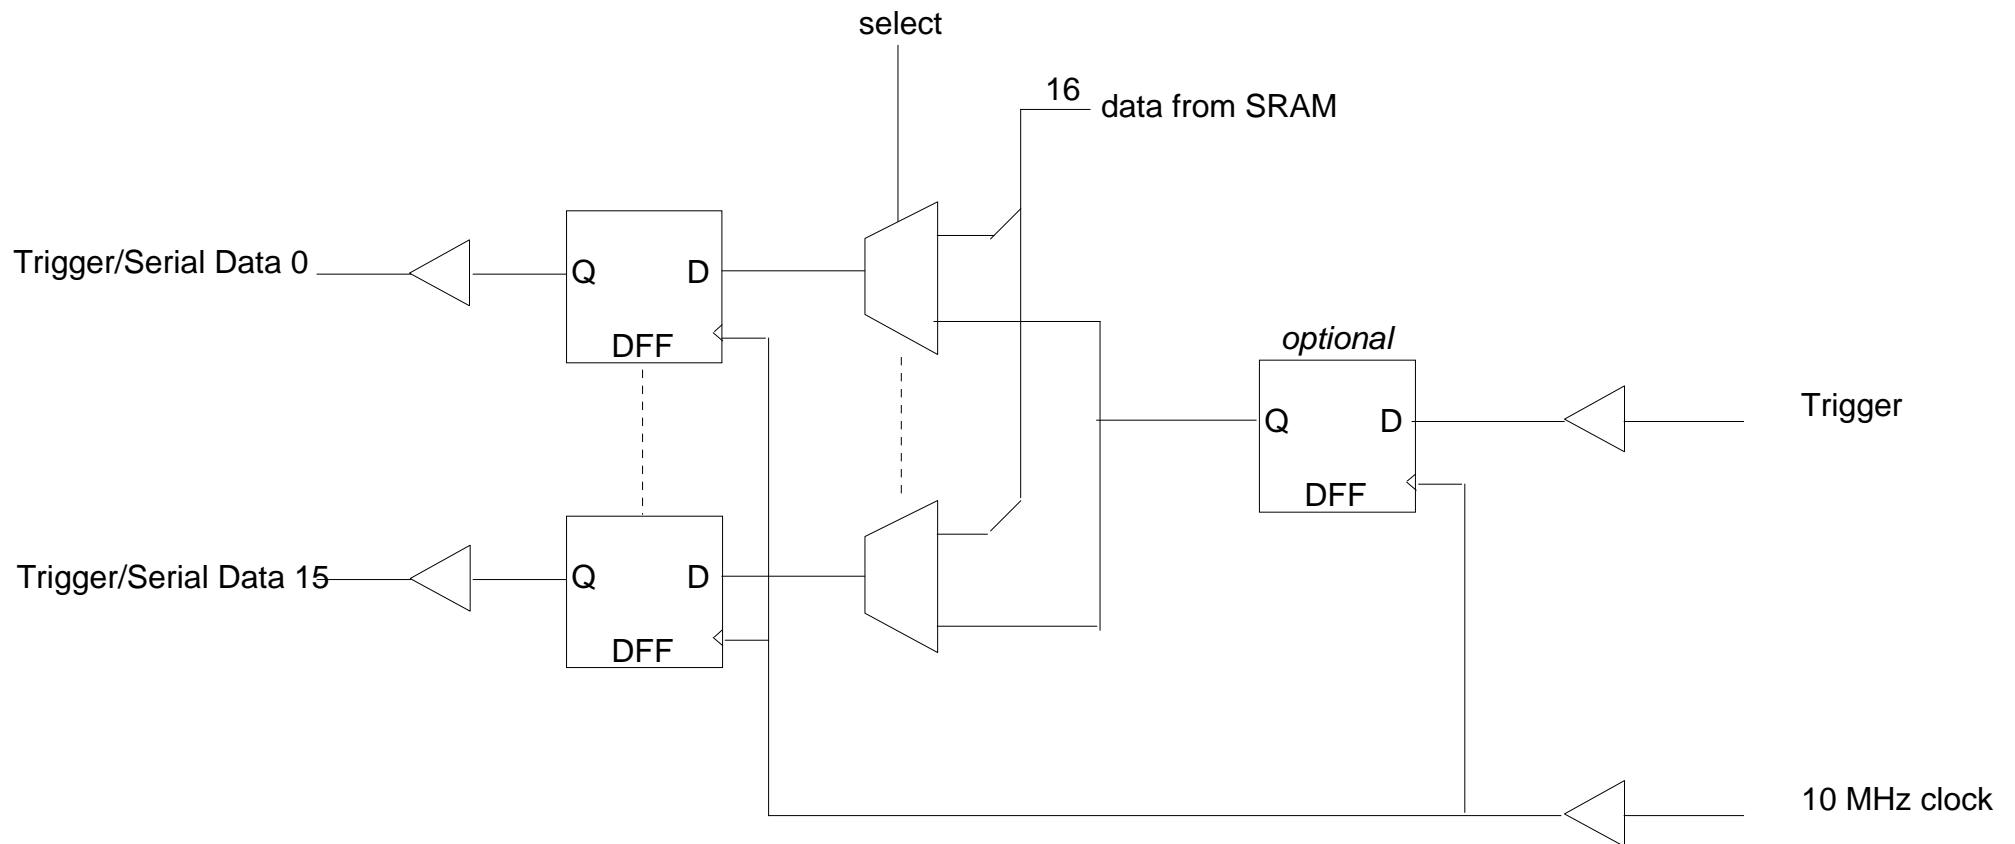 select
16
data from SRAM
Trigger/Serial Data 0
Q
D
DFF
optional
Q
D
DFF
Trigger
Trigger/Serial Data 15
Q
D
DFF
10 MHz clock